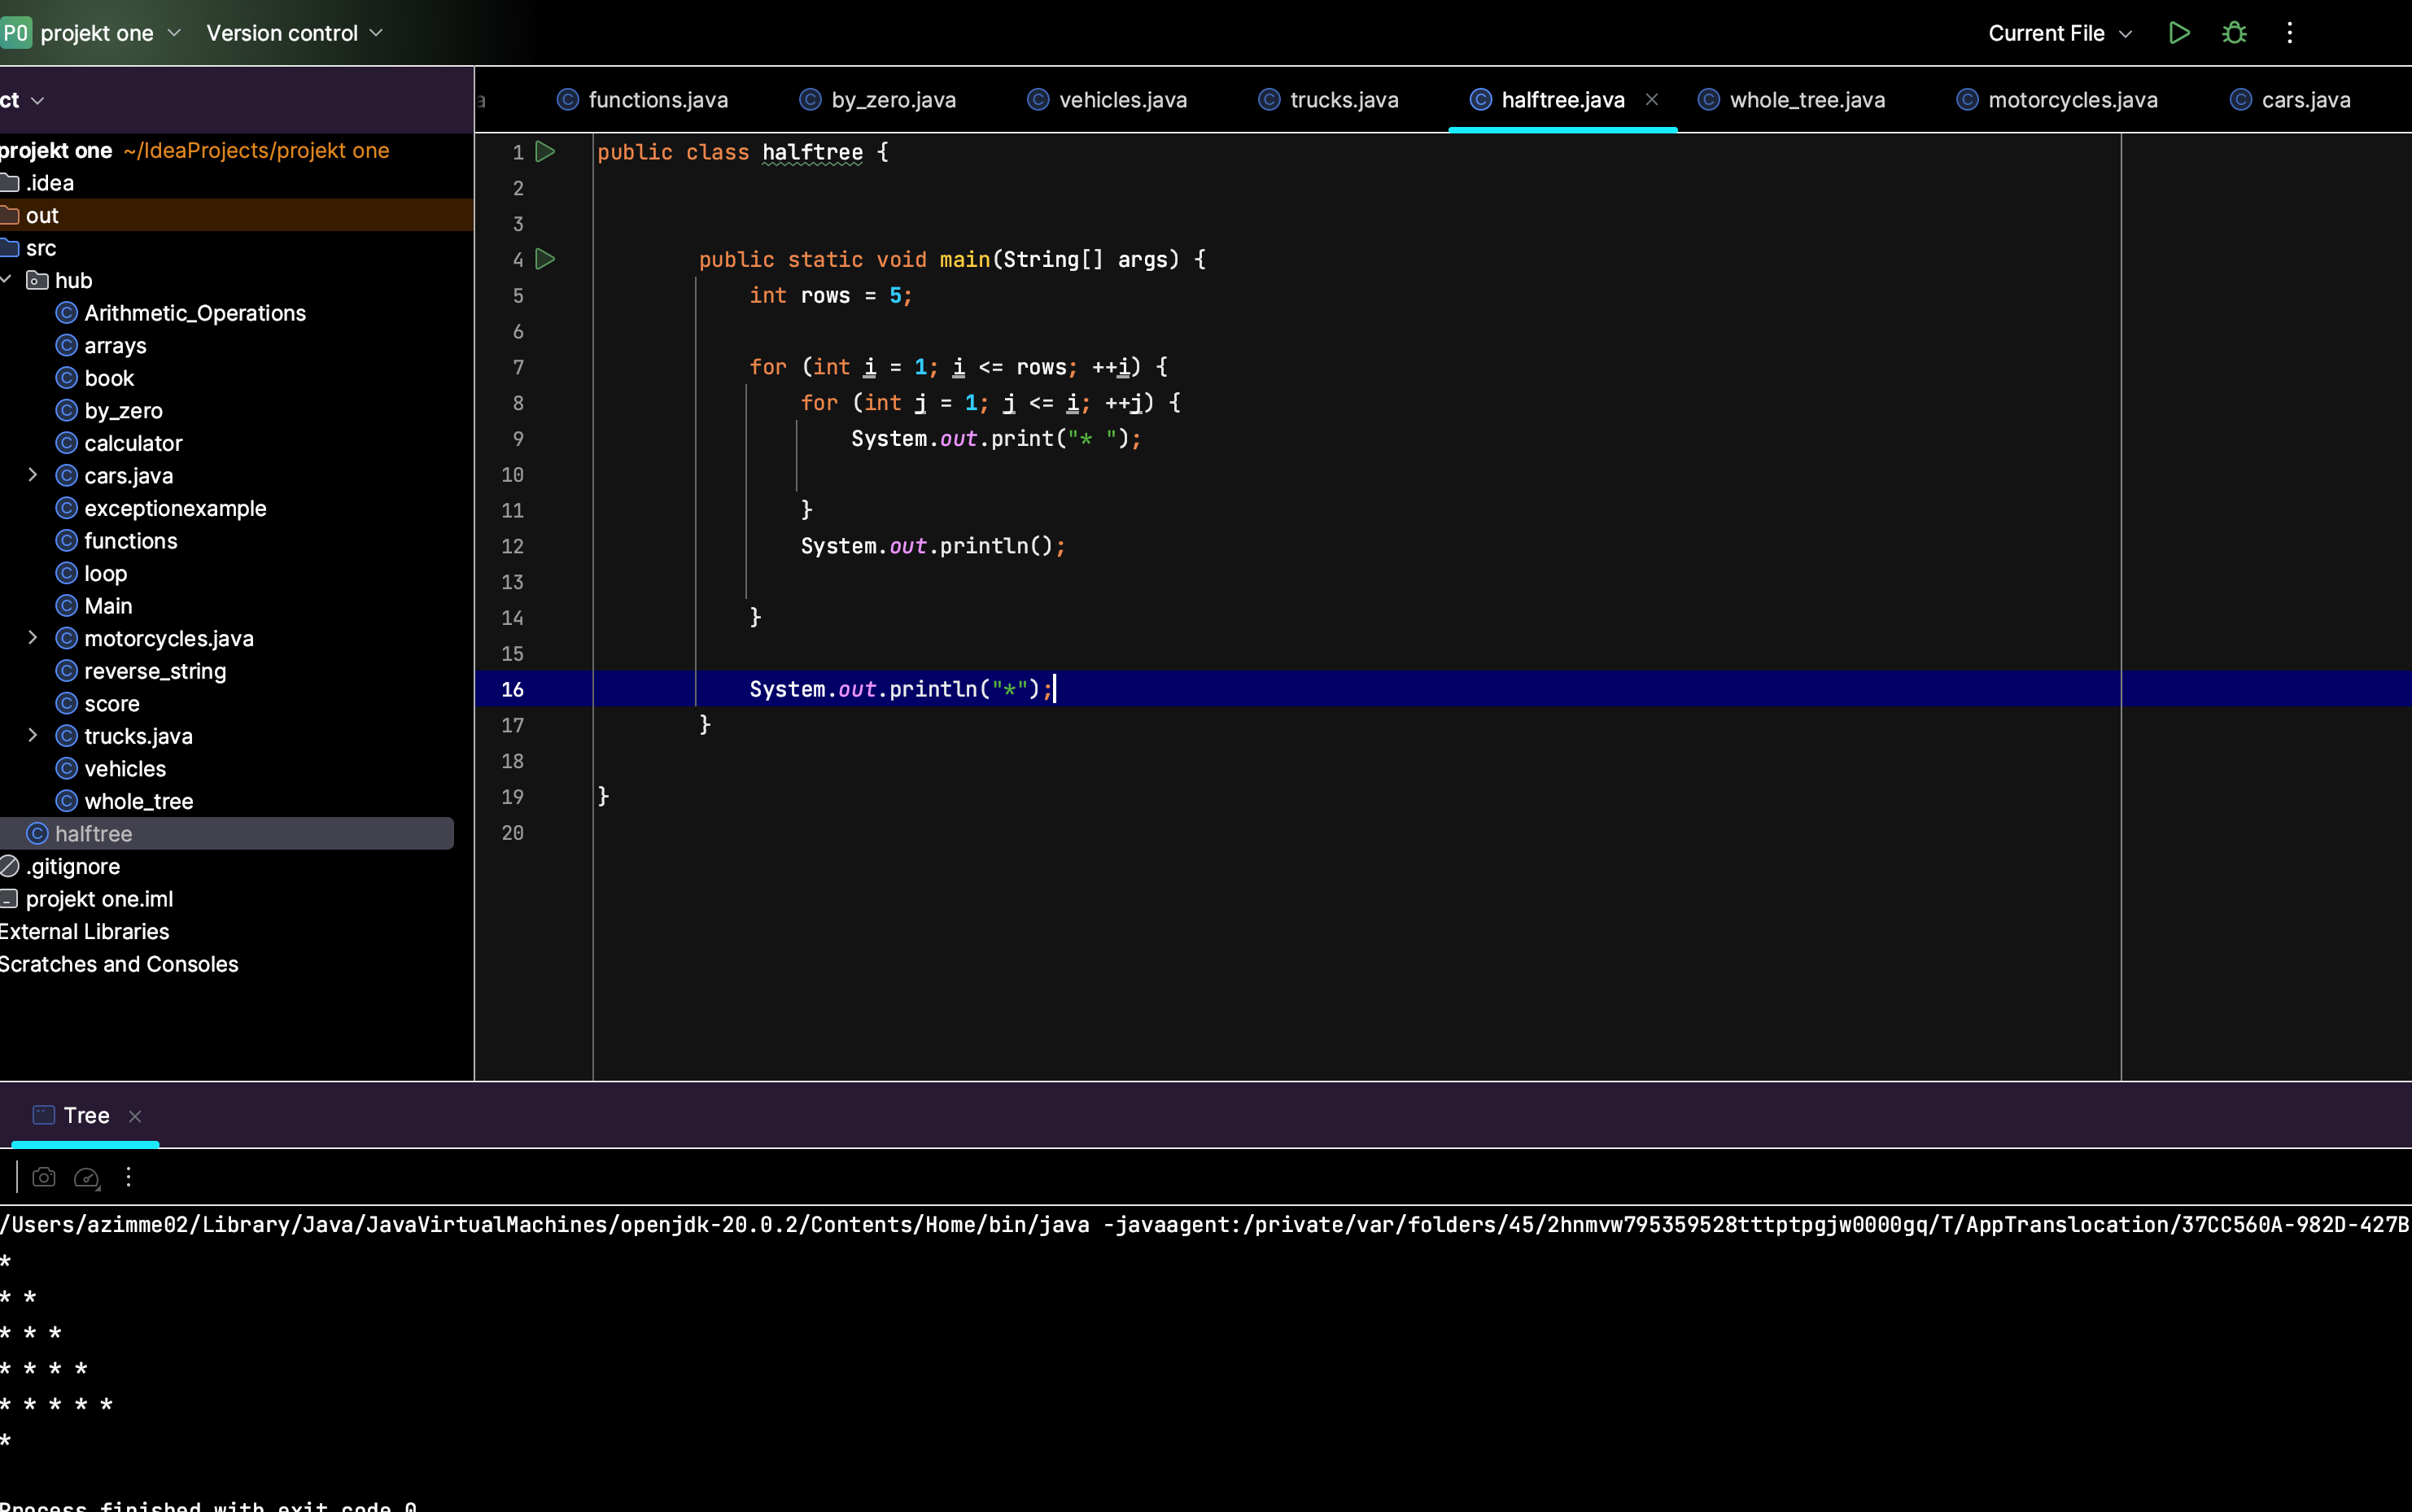 PO projekt one Version control Current File
ct
functions.java by_zero.java vehicles.java trucks.java halftree.java whole_tree.java motorcycles.java cars.java
projekt one ~/IdeaProjects/projekt one
.idea
out
src
hub
Arithmetic_Operations
arrays
book
by_zero
calculator
cars.java
exceptionexample
functions
loop
Main
motorcycles.java
reverse_string
score
trucks.java
vehicles
whole_tree
halftree
.gitignore
projekt one.iml
External Libraries
Scratches and Consoles
1 public class halftree {
2
3
4 public static void main(String[] args) {
5 int rows = 5;
6
7 for (int i = 1; i <= rows; ++i) {
8 for (int j = 1; j <= i; ++j) {
9 System.out.print("* ");
10
11 }
12 System.out.println();
13
14 }
15
16 System.out.println("*");
17 }
18
19 }
20
Tree
/Users/azimme02/Library/Java/JavaVirtualMachines/openjdk-20.0.2/Contents/Home/bin/java -javaagent:/private/var/folders/45/2hnmvw795359528tttptpgjw0000gq/T/AppTranslocation/37CC560A-982D-427B
*
* *
* * *
* * * *
* * * * *
*
Process finished with exit code 0